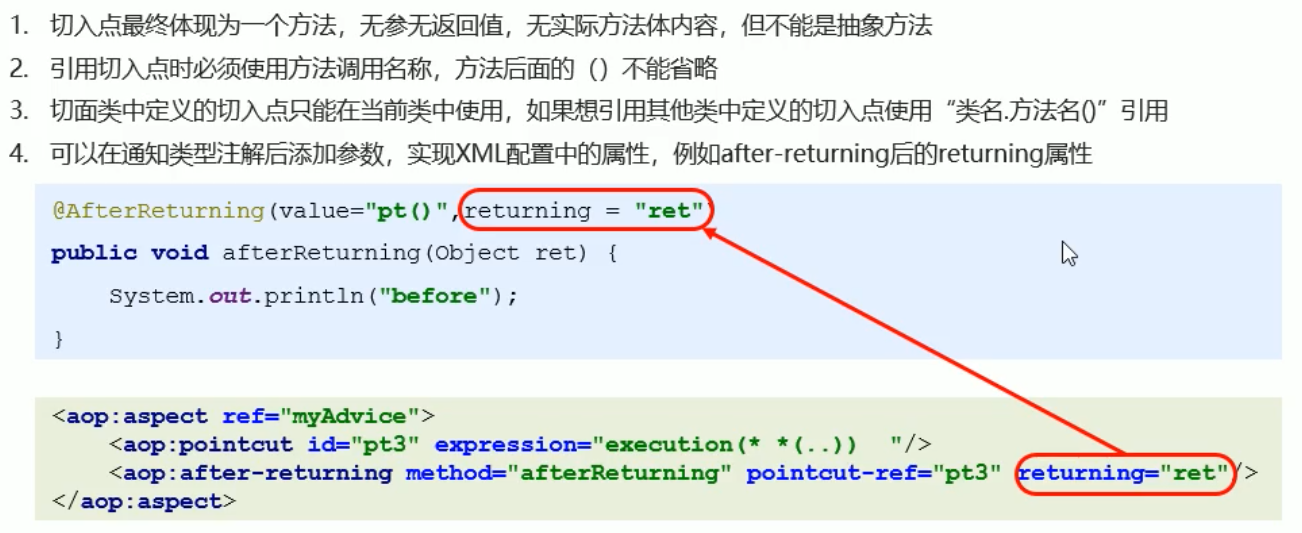 1. 切入点最终体现为一个方法，无参无返回值，无实际方法体内容，但不能是抽象方法
2. 引用切入点时必须使用方法调用名称，方法后面的（）不能省略
3. 切面类中定义的切入点只能在当前类中使用，如果想引用其他类中定义的切入点使用“类名.方法名()”引用
4. 可以在通知类型注解后添加参数，实现XML配置中的属性，例如after-returning后的returning属性
@AfterReturning(value="pt()",returning = "ret")
public void afterReturning(Object ret) {
    System.out.println("before");
}
<aop:aspect ref="myAdvice">
    <aop:pointcut id="pt3" expression="execution(* *(..))  "/>
    <aop:after-returning method="afterReturning" pointcut-ref="pt3" returning="ret"/>
</aop:aspect>